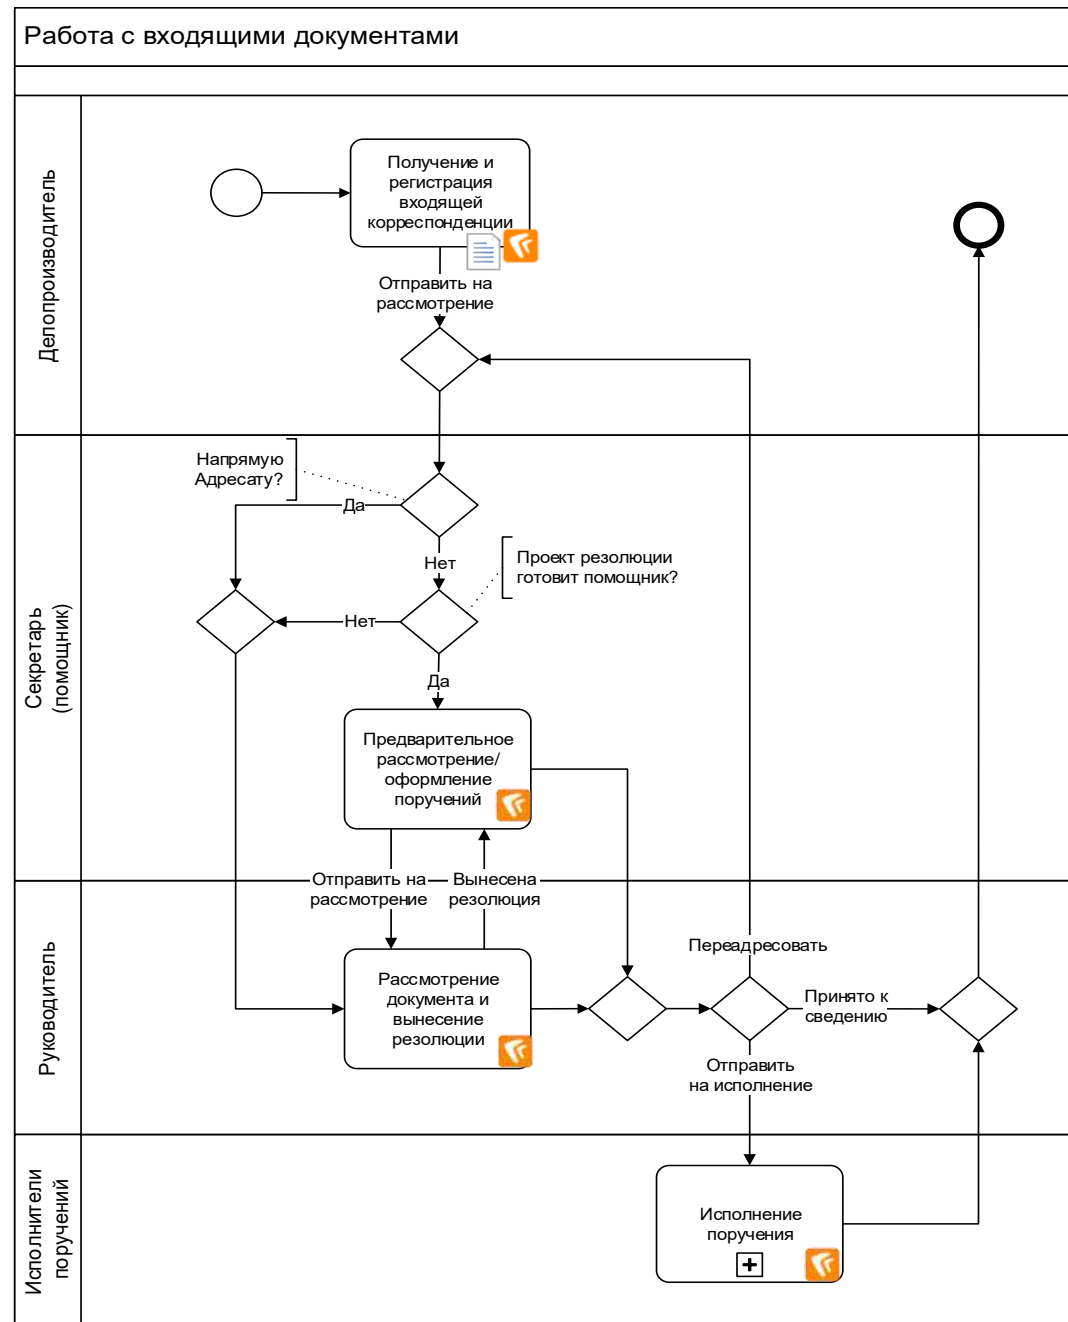 Работа с входящими документами
Делопроизводитель
Получение и
регистрация
входящей
корреспонденции
Отправить на
рассмотрение
Секретарь
(помощник)
Напрямую
Адресату?
Да
Нет
Проект резолюции
готовит помощник?
Нет
Да
Предварительное
рассмотрение/
оформление
поручений
Отправить на
рассмотрение
Вынесена
резолюция
Руководитель
Рассмотрение
документа и
вынесение
резолюции
Переадресовать
Принято к
сведению
Отправить
на исполнение
Исполнители
поручений
Исполнение
поручения